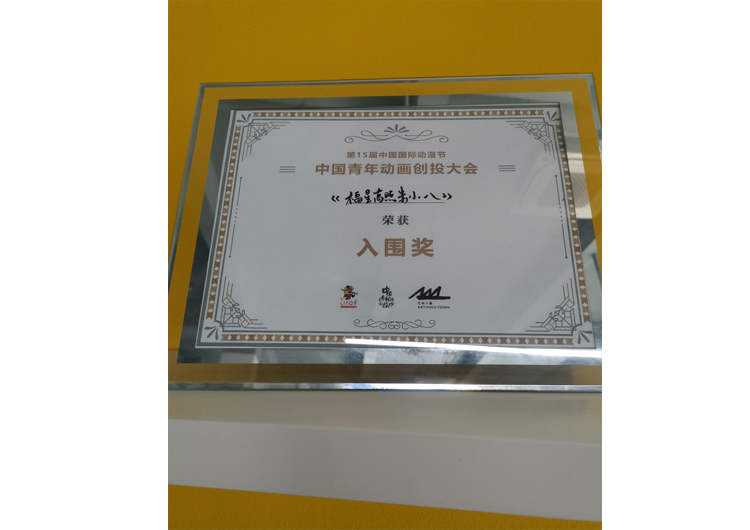 第15届中国国际动漫节
中国青年动画创投大会
《福星高照朱小八》
荣获
入围奖